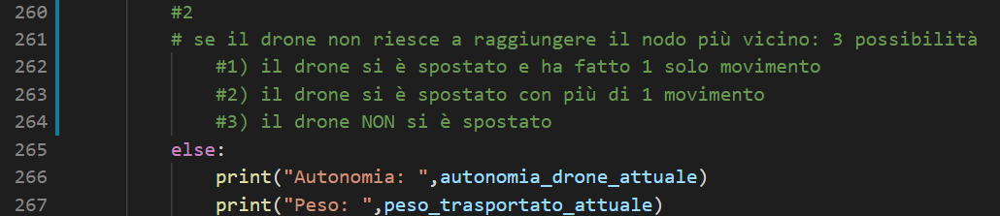 260 #2
261 # se il drone non riesce a raggiungere il nodo più vicino: 3 possibilità
262 #1) il drone si è spostato e ha fatto 1 solo movimento
263 #2) il drone si è spostato con più di 1 movimento
264 #3) il drone NON si è spostato
265 else:
266 print("Autonomia: ",autonomia_drone_attuale)
267 print("Peso: ",peso_trasportato_attuale)